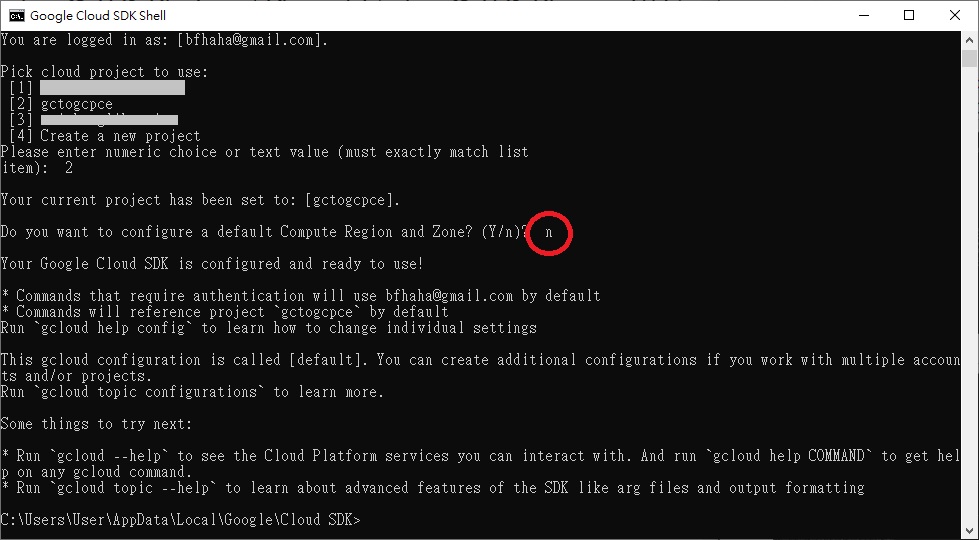 Google Cloud SDK Shell
You are logged in as: [bfhaha@gmail.com].
Pick cloud project to use:
[1]
[2] gctogcpce
[3]
[4] Create a new project
Please enter numeric choice or text value (must exactly match list
item):  2
Your current project has been set to: [gctogcpce].
Do you want to configure a default Compute Region and Zone? (Y/n)?  n
Your Google Cloud SDK is configured and ready to use!
* Commands that require authentication will use bfhaha@gmail.com by default
* Commands will reference project `gctogcpce` by default
Run `gcloud help config` to learn how to change individual settings
This gcloud configuration is called [default]. You can create additional configurations if you work with multiple accoun
ts and/or projects.
Run `gcloud topic configurations` to learn more.
Some things to try next:
* Run `gcloud --help` to see the Cloud Platform services you can interact with. And run `gcloud help COMMAND` to get hel
p on any gcloud command.
* Run `gcloud topic --help` to learn about advanced features of the SDK like arg files and output formatting
C:\Users\User\AppData\Local\Google\Cloud SDK>